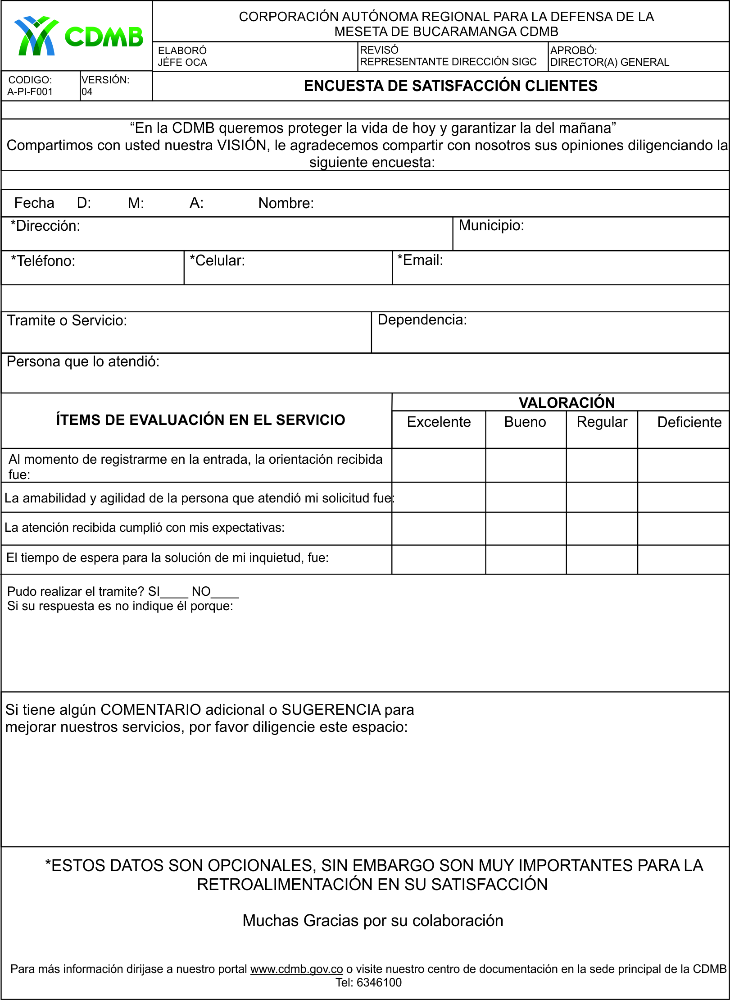 CDMB
CORPORACIÓN AUTÓNOMA REGIONAL PARA LA DEFENSA DE LA
MESETA DE BUCARAMANGA CDMB
ELABORÓ
JÉFE OCA
REVISÓ
REPRESENTANTE DIRECCIÓN SIGC
APROBÓ:
DIRECTOR(A) GENERAL
CODIGO:
A-PI-F001
VERSIÓN:
04
ENCUESTA DE SATISFACCIÓN CLIENTES
“En la CDMB queremos proteger la vida de hoy y garantizar la del mañana”
Compartimos con usted nuestra VISIÓN, le agradecemos compartir con nosotros sus opiniones diligenciando la
siguiente encuesta:
Fecha D: M: A: Nombre:
*Dirección: Municipio:
*Teléfono: *Celular: *Email:
Tramite o Servicio: Dependencia:
Persona que lo atendió:
ÍTEMS DE EVALUACIÓN EN EL SERVICIO
VALORACIÓN
Excelente Bueno Regular Deficiente
Al momento de registrarme en la entrada, la orientación recibida
fue:
La amabilidad y agilidad de la persona que atendió mi solicitud fue:
La atención recibida cumplió con mis expectativas:
El tiempo de espera para la solución de mi inquietud, fue:
Pudo realizar el tramite? SI____ NO____
Si su respuesta es no indique él porque:
Si tiene algún COMENTARIO adicional o SUGERENCIA para
mejorar nuestros servicios, por favor diligencie este espacio:
*ESTOS DATOS SON OPCIONALES, SIN EMBARGO SON MUY IMPORTANTES PARA LA
RETROALIMENTACIÓN EN SU SATISFACCIÓN
Muchas Gracias por su colaboración
Para más información dirijase a nuestro portal www.cdmb.gov.co o visite nuestro centro de documentación en la sede principal de la CDMB
Tel: 6346100